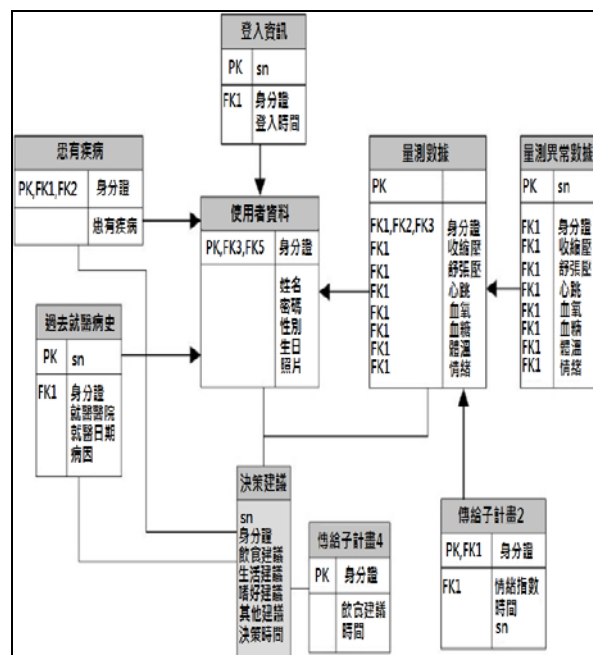 登入資訊
PK sn
FK1 身分證
登入時間
患有疾病
PK,FK1,FK2 身分證
患有疾病
使用者資料
PK,FK3,FK5 身分證
姓名
密碼
性別
生日
照片
量測數據
PK
FK1,FK2,FK3 身分證
FK1 收縮壓
FK1 舒張壓
FK1 心跳
FK1 血氧
FK1 血糖
FK1 體溫
FK1 情緒
量測異常數據
PK sn
FK1 身分證
FK1 收縮壓
FK1 舒張壓
FK1 心跳
FK1 血氧
FK1 血糖
FK1 體溫
FK1 情緒
過去就醫病史
PK sn
FK1 身分證
就醫醫院
就醫日期
病因
決策建議
sn
身分證
飲食建議
生活建議
嗜好建議
其他建議
決策時間
傳給子計畫4
PK 身分證
飲食建議
時間
傳給子計畫2
PK,FK1 身分證
FK1 情緒指數
時間
sn